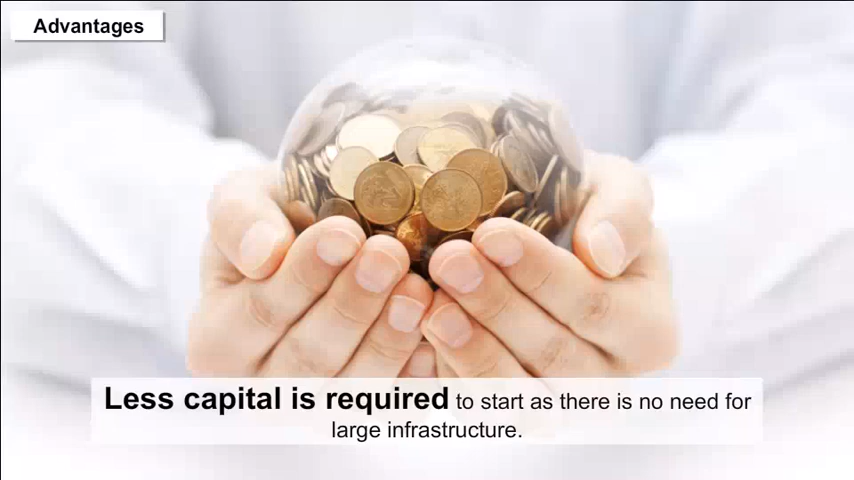 Advantages
Less capital is required to start as there is no need for
large infrastructure.